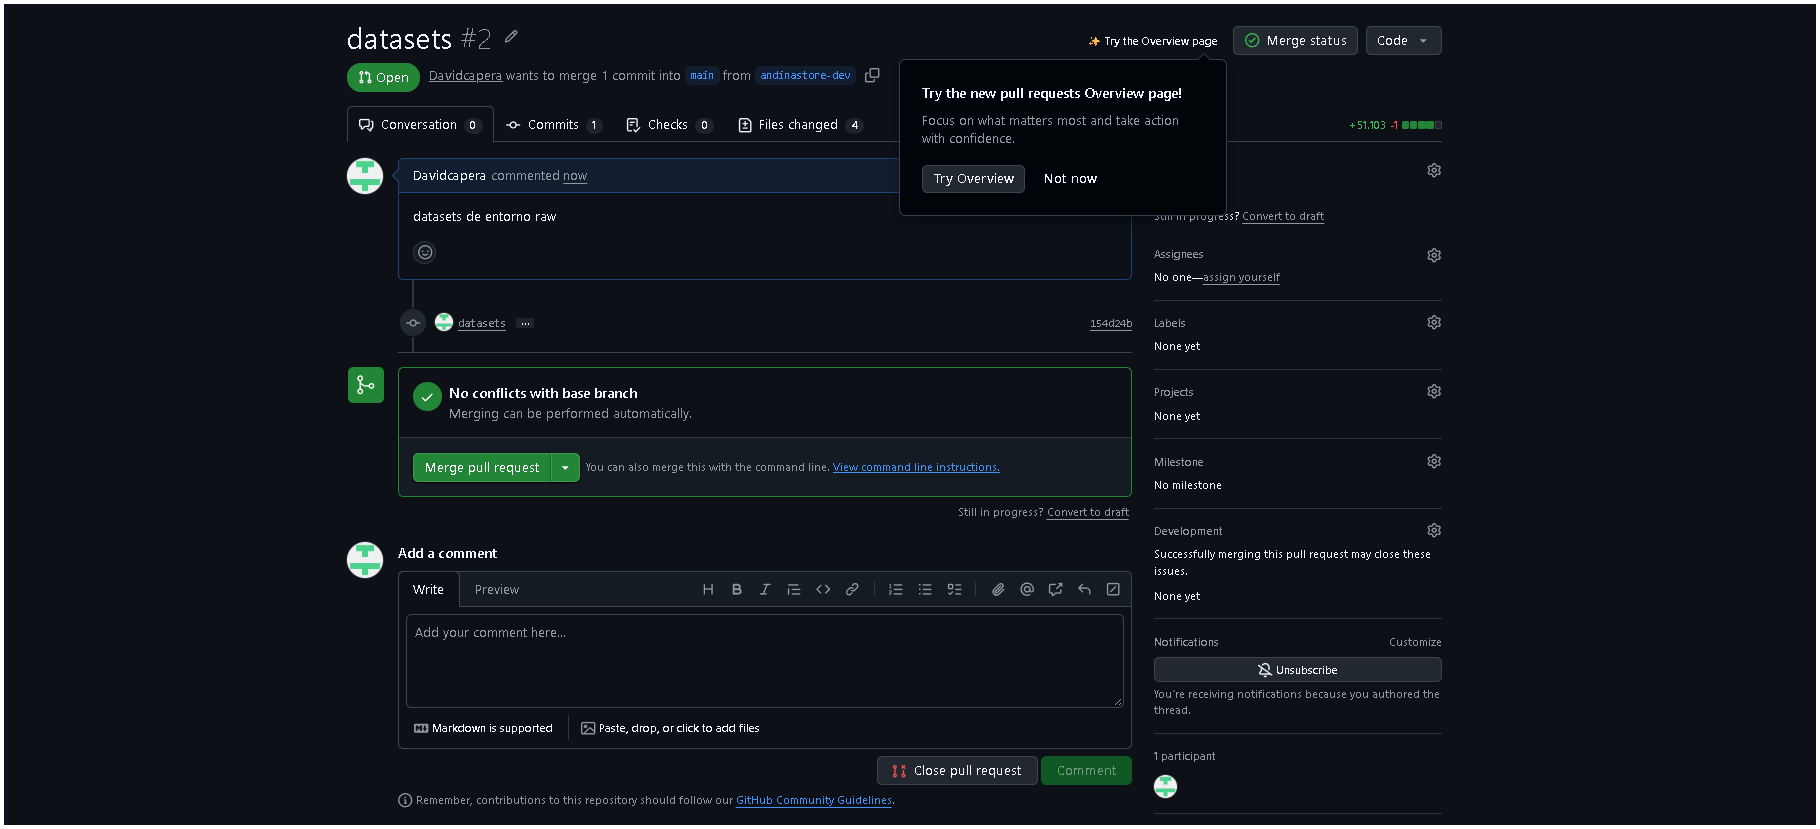 datasets #2
Try the Overview page
Merge status
Code
Open
Davidcapera wants to merge 1 commit into main from andinastore-dev
Try the new pull requests Overview page!
Focus on what matters most and take action
with confidence.
Try Overview
Not now
Conversation 0
Commits 1
Checks 0
Files changed 4
+51.103 -1
Davidcapera commented now
datasets de entorno raw
Still in progress? Convert to draft
Assignees
No one—assign yourself
datasets ...
154d24b
Labels
None yet
No conflicts with base branch
Merging can be performed automatically.
Merge pull request
You can also merge this with the command line. View command line instructions.
Still in progress? Convert to draft
Projects
None yet
Milestone
No milestone
Development
Successfully merging this pull request may close these
issues.
None yet
Add a comment
Write
Preview
Add your comment here...
Markdown is supported
Paste, drop, or click to add files
Close pull request
Comment
Remember, contributions to this repository should follow our GitHub Community Guidelines.
Notifications
Customize
Unsubscribe
You're receiving notifications because you authored the
thread.
1 participant